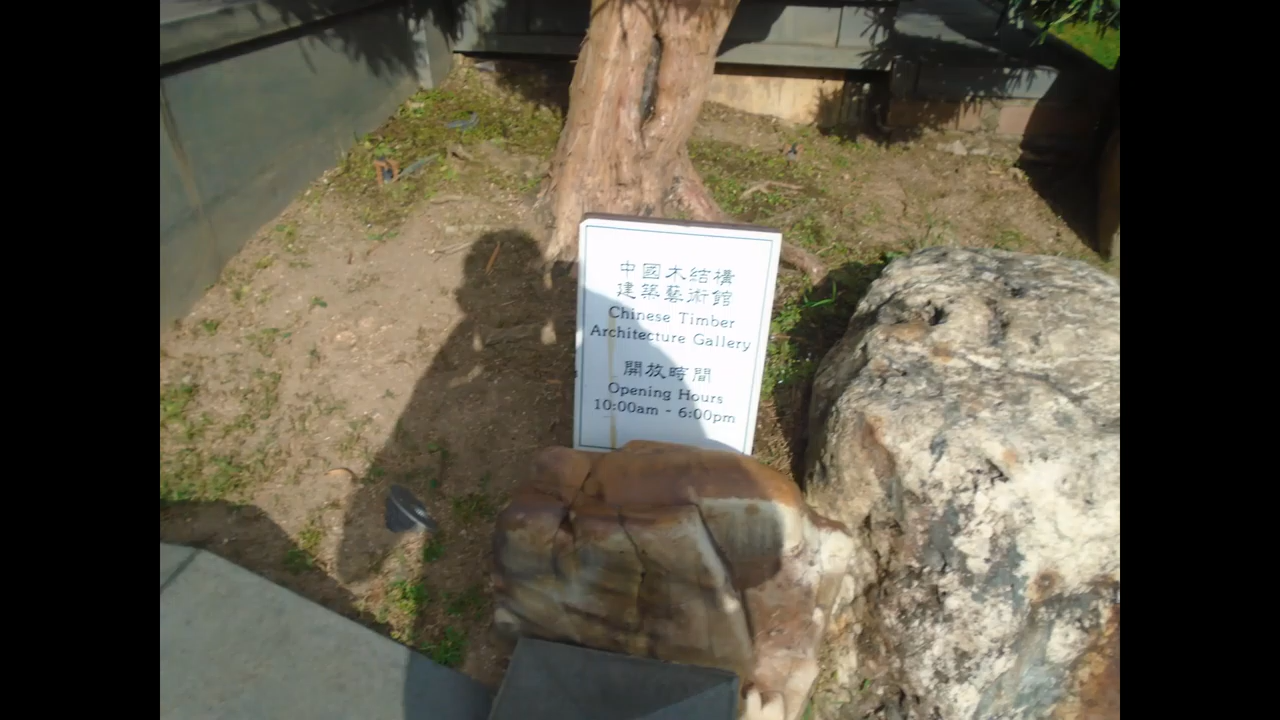 中國木結構
建築藝術館
Chinese Timber
Architecture Gallery
開放時間
Opening Hours
10:00am - 6:00pm